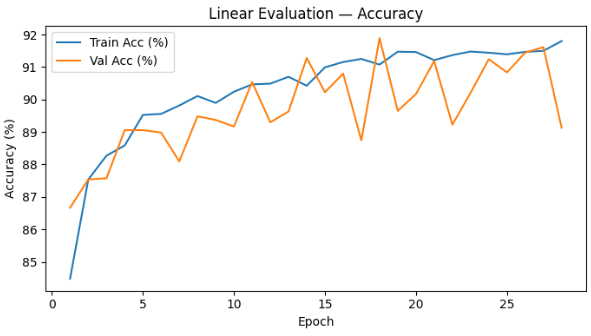 Linear Evaluation — Accuracy
Train Acc (%)
Val Acc (%)
Accuracy (%)
92
91
90
89
88
87
86
85
0
5
10
15
20
25
Epoch